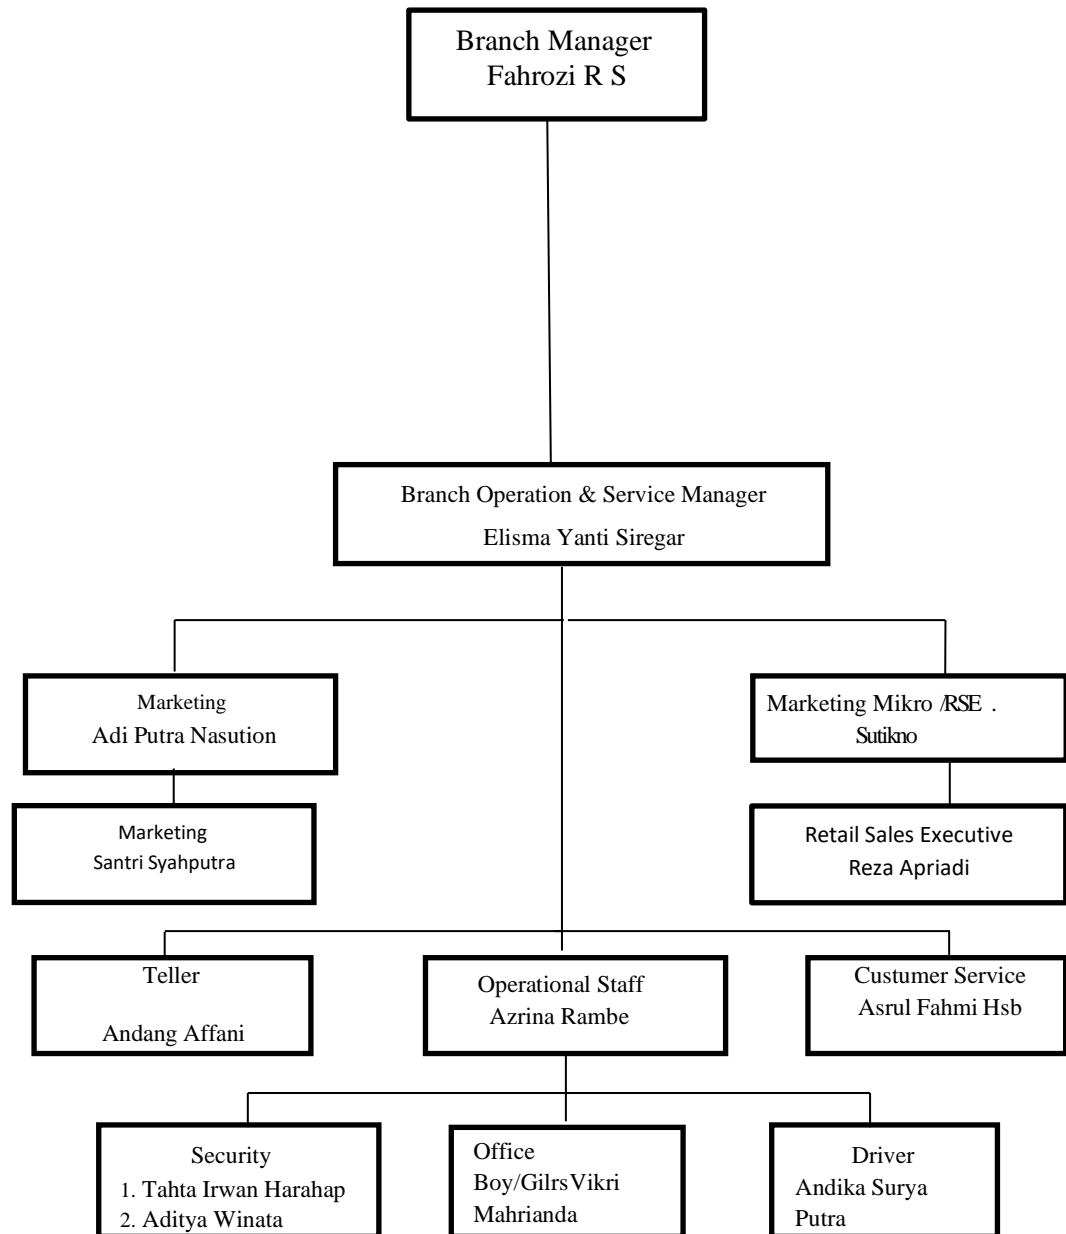 Branch Manager
Fahrozi R S
Branch Operation & Service Manager
Elisma Yanti Siregar
Marketing
Adi Putra Nasution
Marketing Mikro /RSE .
Sutikno
Marketing
Santri Syahputra
Retail Sales Executive
Reza Apriadi
Teller
Andang Affani
Operational Staff
Azrina Rambe
Custumer Service
Asrul Fahmi Hsb
Security
1. Tahta Irwan Harahap
2. Aditya Winata
Office
Boy/GilrsVikri
Mahrianda
Driver
Andika Surya
Putra